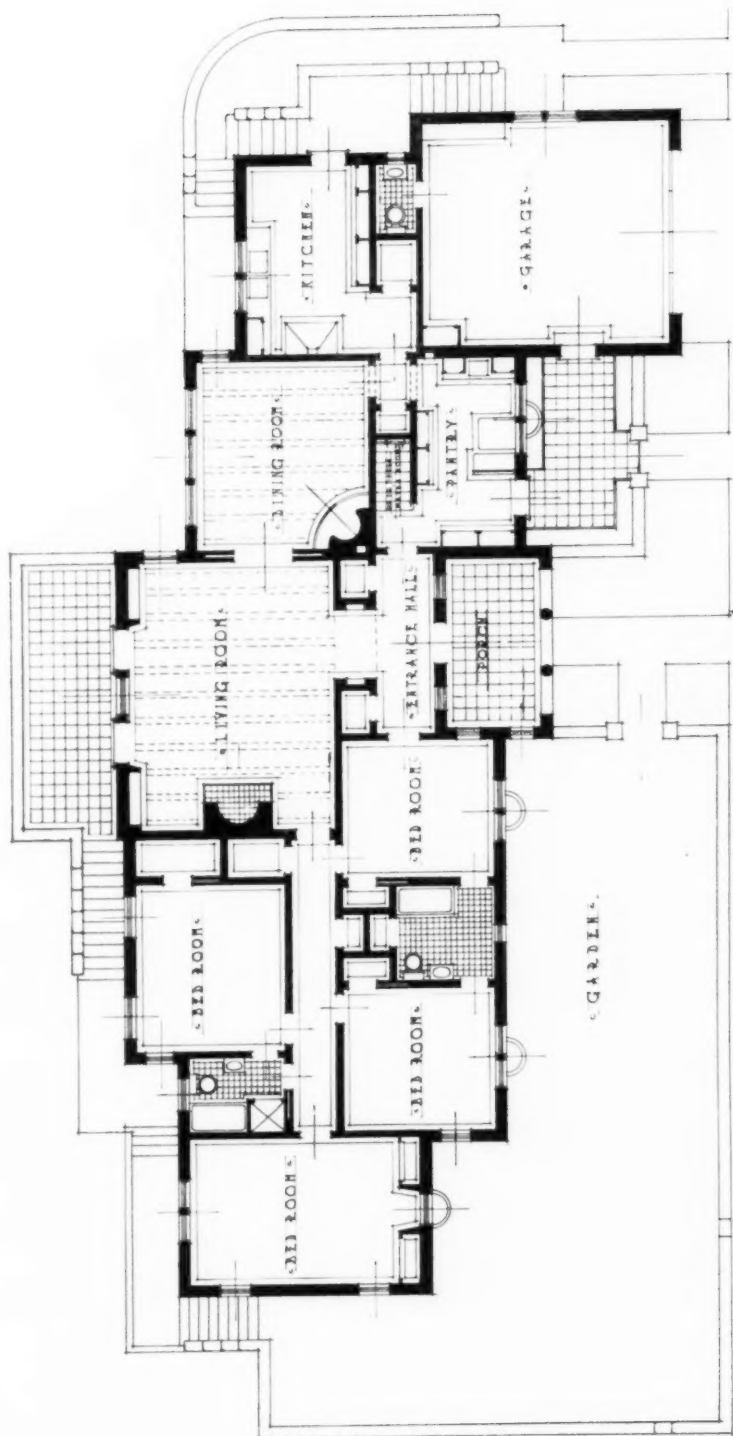 KITCHEN
GARAGE
DINING ROOM
PANTRY
LIVING ROOM
ENTRANCE HALL
PORCH
BED ROOM
BED ROOM
GARDEN
BED ROOM
BED ROOM